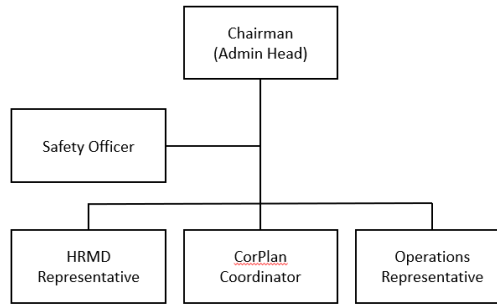 Chairman
(Admin Head)
Safety Officer
HRMD
Representative
CorPlan
Coordinator
Operations
Representative